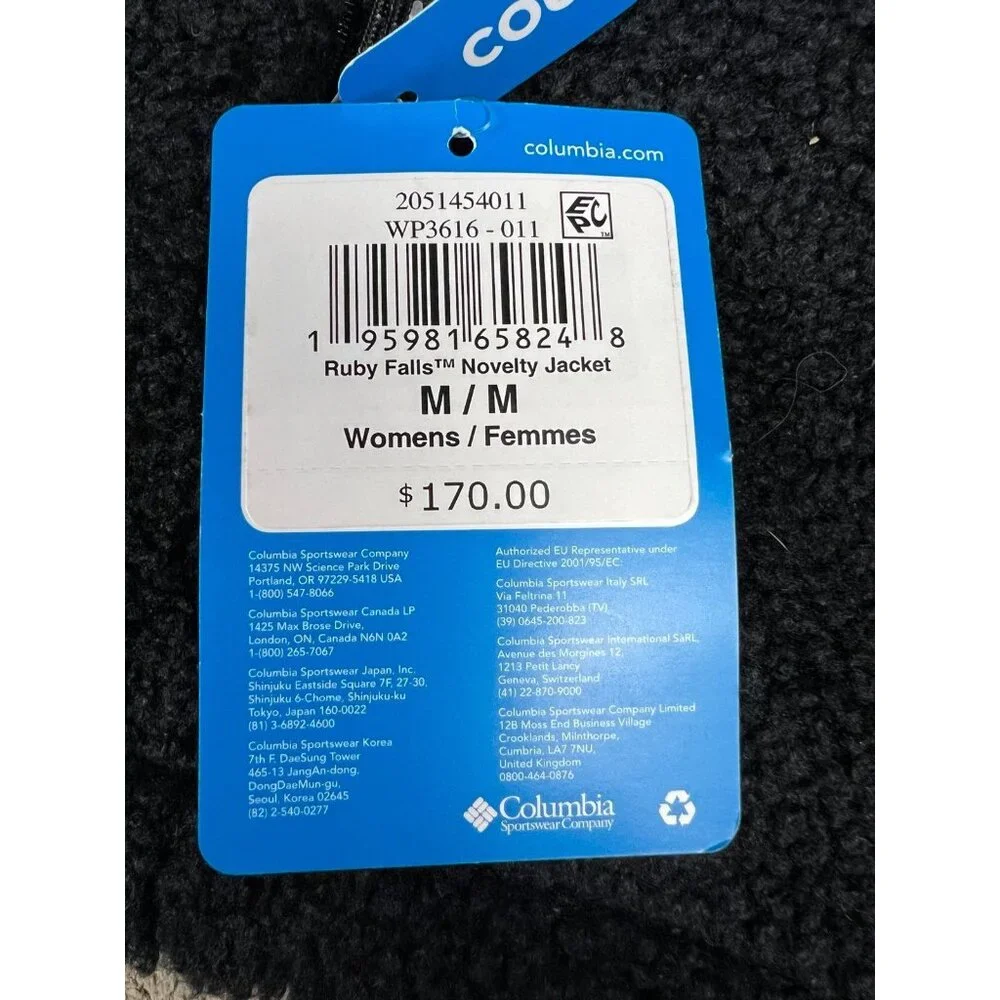 COL
columbia.com
2051454011
WP3616 - 011
EPC
TM
1 95981 65824 8
Ruby Falls™ Novelty Jacket
M / M
Womens / Femmes
$170.00
Columbia Sportswear Company
14375 NW Science Park Drive
Portland, OR 97229-5418 USA
1-(800) 547-8066
Columbia Sportswear Canada LP
1425 Max Brose Drive,
London, ON, Canada N6N 0A2
1-(800) 265-7067
Columbia Sportswear Japan, Inc.
Shinjuku Eastside Square 7F, 27-30,
Shinjuku 6-Chome, Shinjuku-ku
Tokyo, Japan 160-0022
(81) 3-6892-4600
Columbia Sportswear Korea
7th F. DaeSung Tower
465-13 JangAn-dong,
DongDaeMun-gu,
Seoul, Korea 02645
(82) 2-540-0277
Authorized EU Representative under
EU Directive 2001/95/EC:
Columbia Sportswear Italy SRL
Via Feltrina 11
31040 Pederobba (TV)
(39) 0645-200-823
Columbia Sportswear International SàRL
Avenue des Morgines 12,
1213 Petit Lancy
Geneva, Switzerland
(41) 22-870-9000
Columbia Sportswear Company Limited
12B Moss End Business Village
Crooklands, Milnthorpe,
Cumbria, LA7 7NU,
United Kingdom
0800-464-0876
Columbia
Sportswear Company